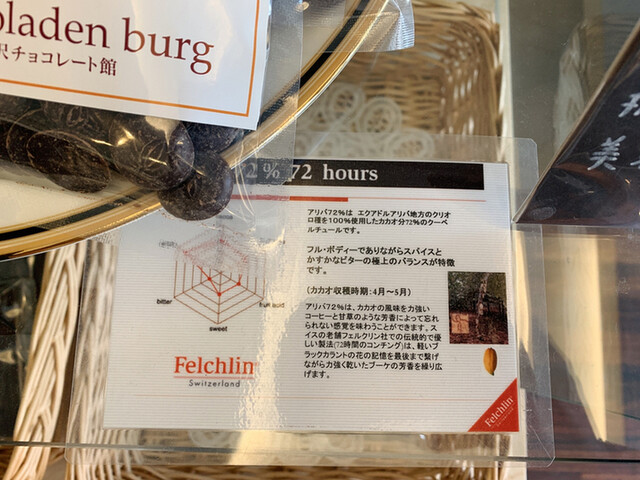 oladen burg
沢チョコレート館
2% 72 hours
アリバ72%は エクアドルアリバ地方のクリオ
ロ種を100%使用したカカオ分72%のクーベ
ルチュールです。
フル・ボディーでありながらスパイスと
かすかなビターの極上のバランスが特徴
です。
(カカオ収穫時期:4月~5月)
アリバ72%は、カカオの風味を力強い
コーヒーと甘草のような芳香によって忘れ
られない感覚を味わうことができます。ス
イスの老舗フェルクリン社での伝統的で優
しい製法(72時間のコンチング)は、軽いブ
ラックカラントの花の記憶を最後まで繋げ
ながら力強く乾いたブーケの芳香を繰り広
げます。
bitter
fruit acid
sweet
Felchlin
Switzerland
Felchlin
美